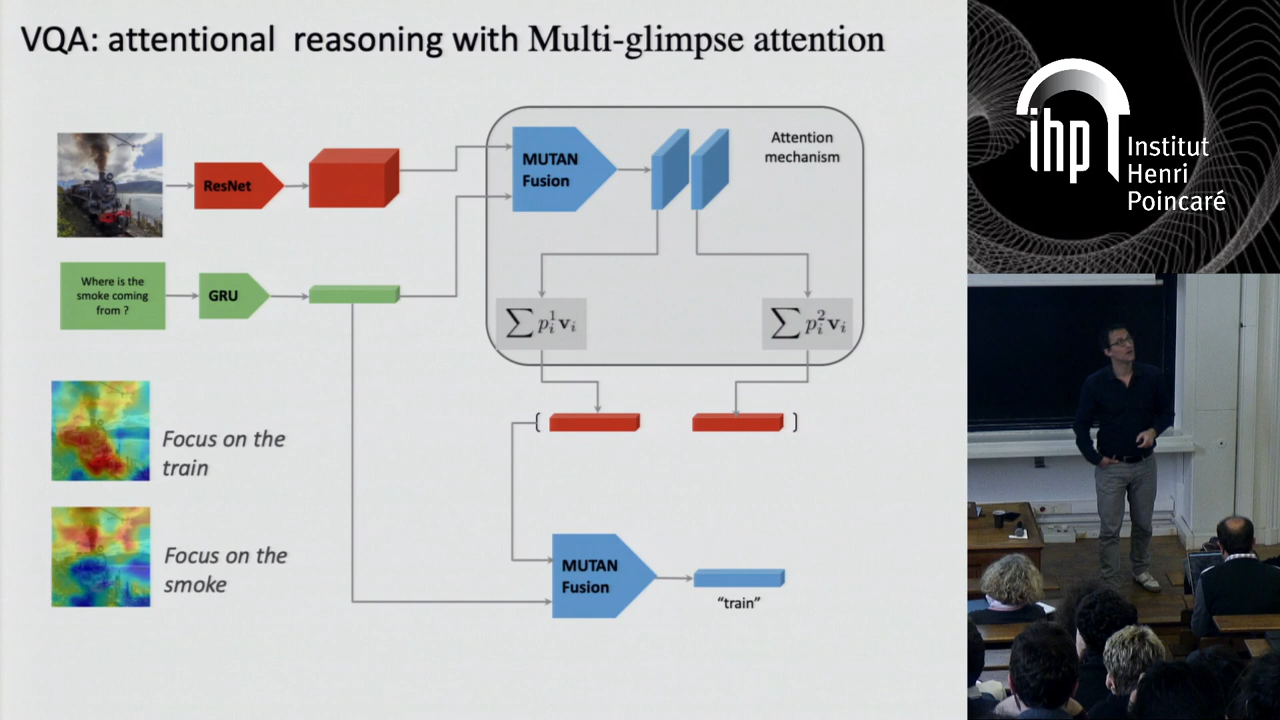 VQA: attentional reasoning with Multi-glimpse attention
ResNet
MUTAN
Fusion
Attention
mechanism
Where is the
smoke coming
from ?
GRU
∑ p_i^1 v_i
∑ p_i^2 v_i
Focus on the
train
Focus on the
smoke
MUTAN
Fusion
"train"
ihp
Institut
Henri
Poincaré